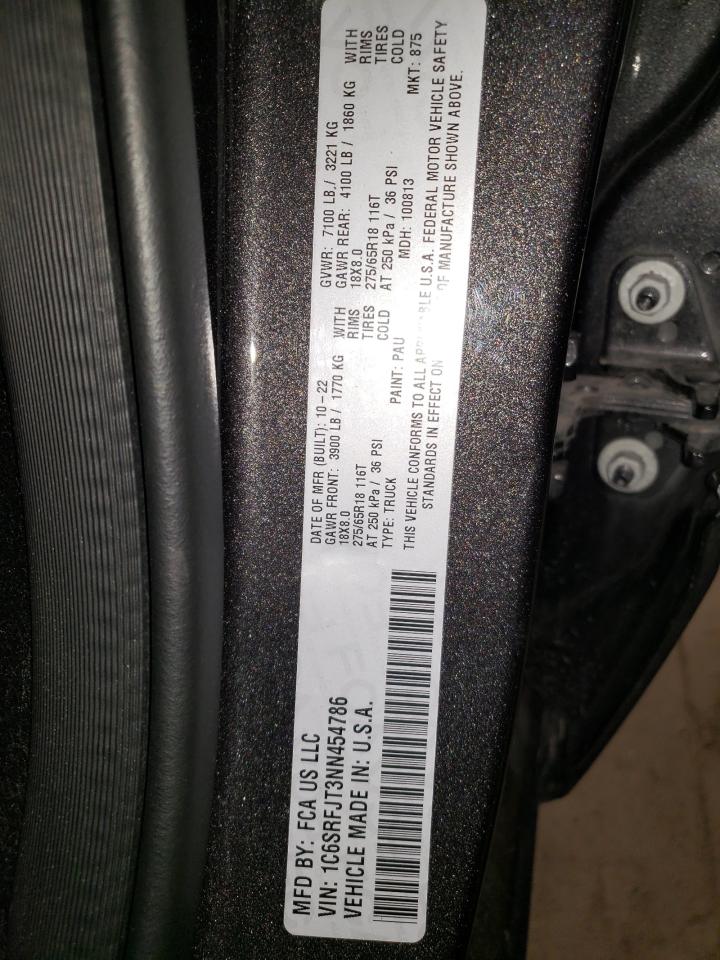 MFD BY: FCA US LLC
VIN: 1C6SRFJT3NN454786
VEHICLE MADE IN: U.S.A.
DATE OF MFR (BUILT): 10-22 GVWR: 7100 LB./ 3221 KG
GAWR FRONT: 3900 LB / 1770 KG WITH GAWR REAR: 4100 LB / 1860 KG WITH
18X8.0 RIMS 18X8.0 RIMS
275/65R18 116T TIRES 275/65R18 116T TIRES
AT 250 kPa / 36 PSI COLD AT 250 kPa / 36 PSI COLD
TYPE: TRUCK PAINT: PAU MDH: 100813 MKT: 875
THIS VEHICLE CONFORMS TO ALL U.S.A. FEDERAL MOTOR VEHICLE SAFETY
STANDARDS IN EFFECT ON OF MANUFACTURE SHOWN ABOVE.